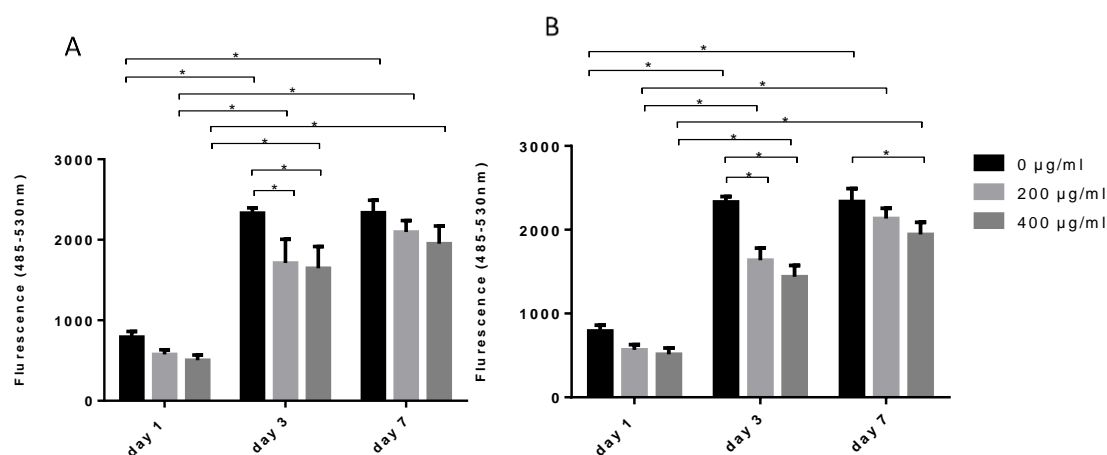 A
*
*
*
*
*
*
*
*
Flurescence (485-530nm)
3000
2000
1000
0
day 1
day 3
day 7
B
*
*
*
*
*
*
*
*
*
Flurescence (485-530nm)
3000
2000
1000
0
day 1
day 3
day 7
0 µg/ml
200 µg/ml
400 µg/ml